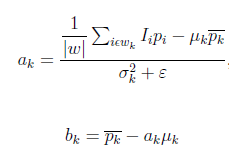 a_k = \frac{\frac{1}{|w|} \sum_{i \epsilon w_k} I_i p_i - \mu_k \overline{p_k}}{\sigma_k^2 + \varepsilon},
b_k = \overline{p_k} - a_k \mu_k